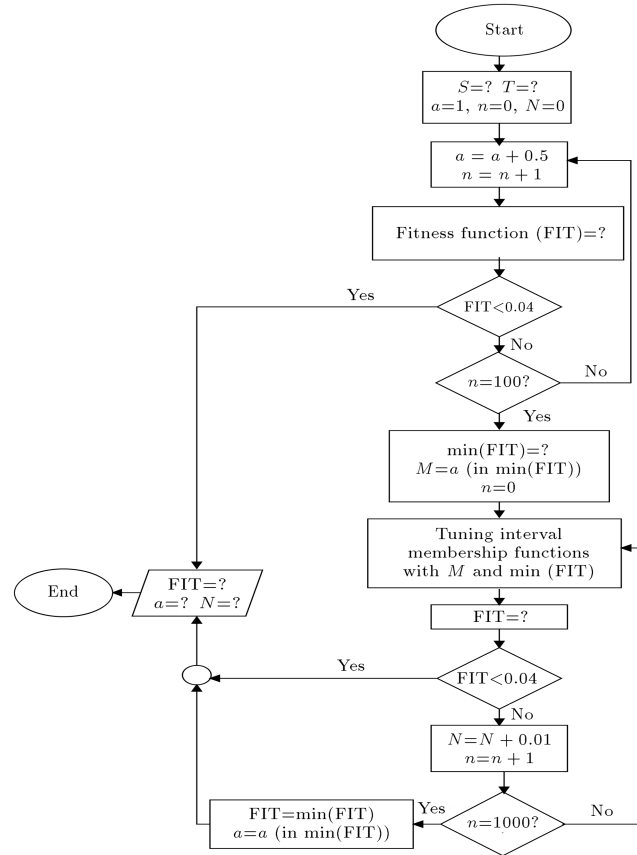 Start
S=? T=?
a=1, n=0, N=0
a = a + 0.5
n = n + 1
Fitness function (FIT)=?
Yes
FIT<0.04
No
n=100?
No
Yes
min(FIT)=?
M=a (in min(FIT))
n=0
Tuning interval
membership functions
with M and min (FIT)
End
FIT=?
a=? N=?
FIT=?
Yes
FIT<0.04
No
N=N + 0.01
n=n + 1
FIT=min(FIT)
a=a (in min(FIT))
Yes
n=1000?
No